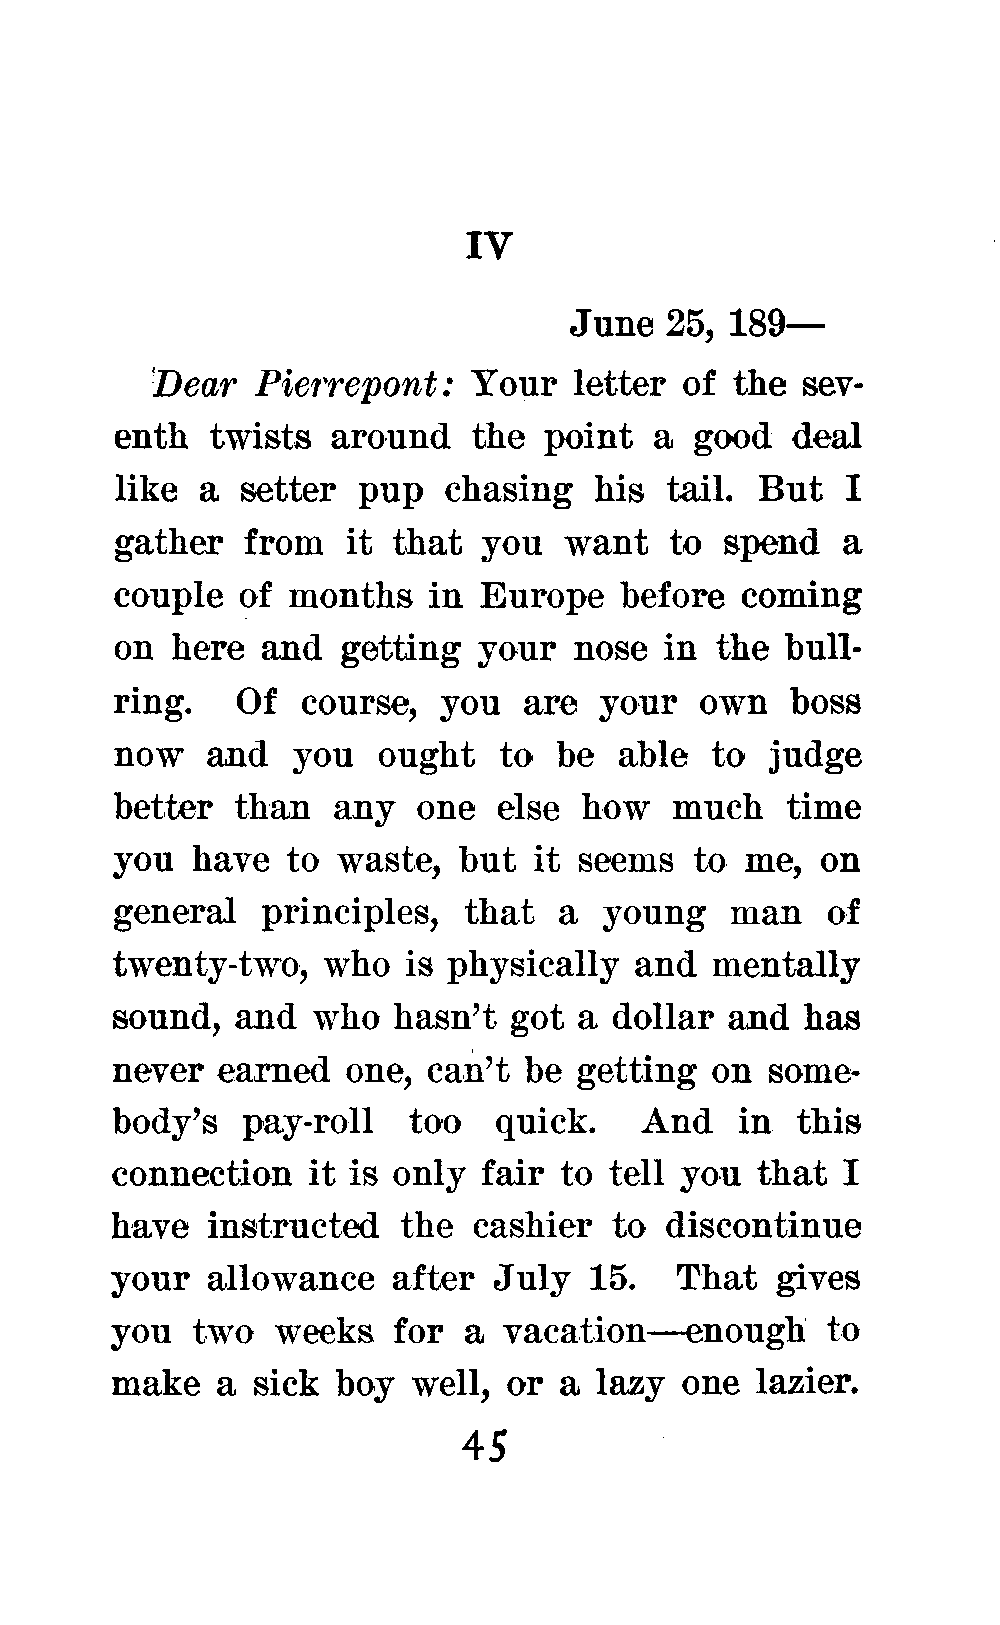 IV
June 25, 189—
Dear Pierrepont: Your letter of the sev-
enth twists around the point a good deal
like a setter pup chasing his tail. But I
gather from it that you want to spend a
couple of months in Europe before coming
on here and getting your nose in the bull-
ring. Of course, you are your own boss
now and you ought to be able to judge
better than any one else how much time
you have to waste, but it seems to me, on
general principles, that a young man of
twenty-two, who is physically and mentally
sound, and who hasn't got a dollar and has
never earned one, can't be getting on some-
body's pay-roll too quick. And in this
connection it is only fair to tell you that I
have instructed the cashier to discontinue
your allowance after July 15. That gives
you two weeks for a vacation—enough to
make a sick boy well, or a lazy one lazier.
45